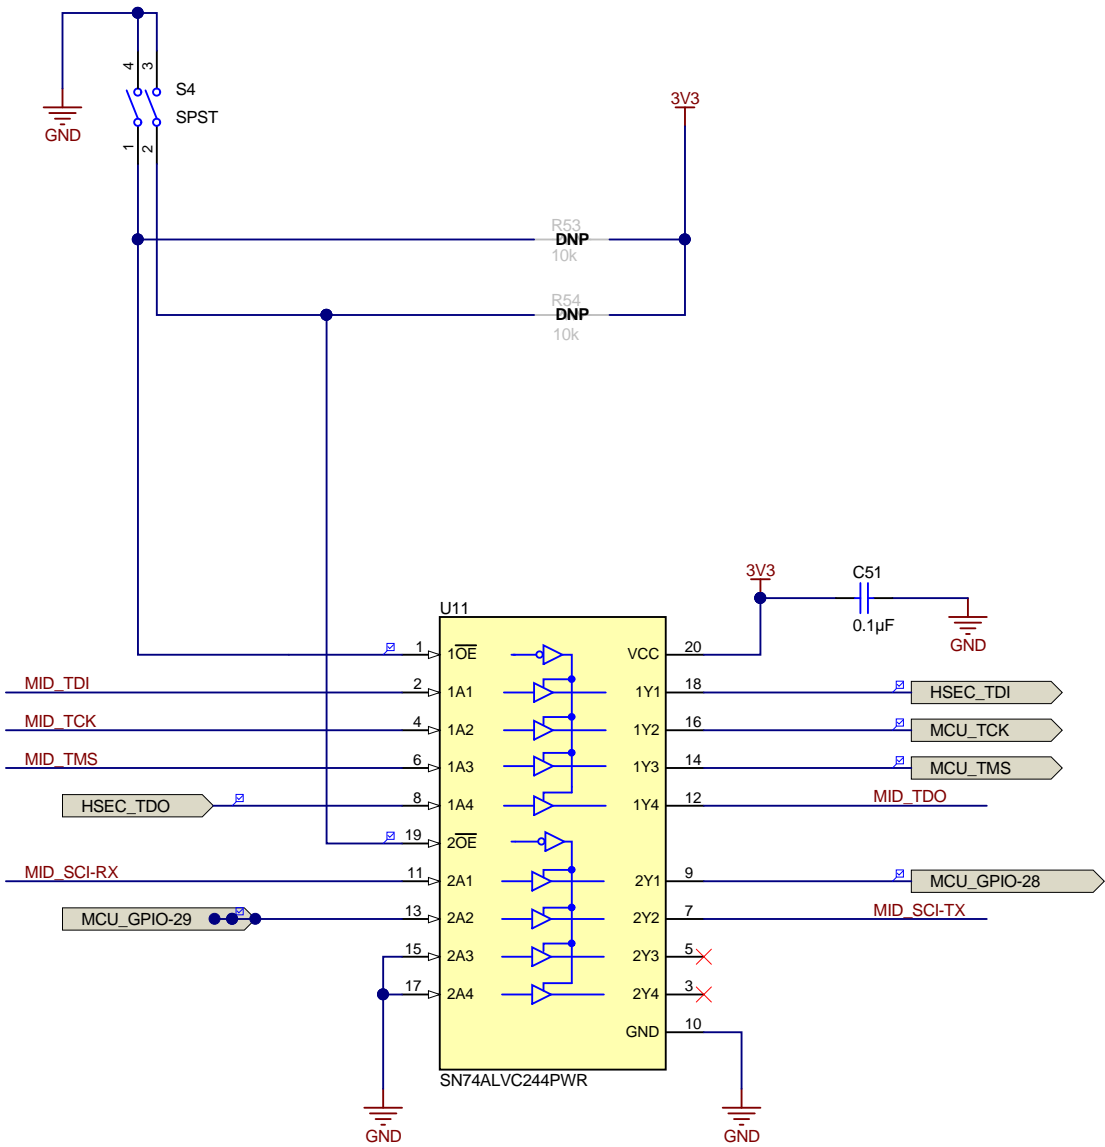 4
3
S4
SPST
1
2
GND
3V3
R53
DNP
10k
R54
DNP
10k
3V3
C51
0.1µF
GND
U11
1 1OE VCC 20
MID_TDI 2 1A1 1Y1 18 HSEC_TDI
MID_TCK 4 1A2 1Y2 16 MCU_TCK
MID_TMS 6 1A3 1Y3 14 MCU_TMS
HSEC_TDO 8 1A4 1Y4 12 MID_TDO
19 2OE
MID_SCI-RX 11 2A1 2Y1 9 MCU_GPIO-28
MCU_GPIO-29 13 2A2 2Y2 7 MID_SCI-TX
15 2A3 2Y3 5
17 2A4 2Y4 3
GND 10
SN74ALVC244PWR
GND
GND